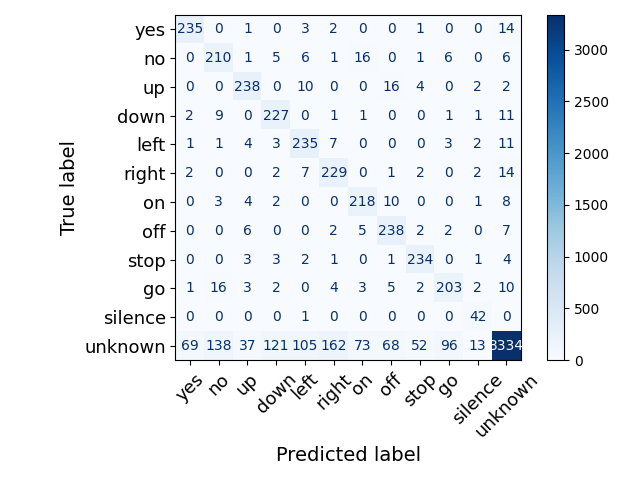 yes 235 0 1 0 3 2 0 0 1 0 0 14
no 0 210 1 5 6 1 16 0 1 6 0 6
up 0 0 238 0 10 0 0 16 4 0 2 2
down 2 9 0 227 0 1 1 0 0 1 1 11
left 1 1 4 3 235 7 0 0 0 3 2 11
right 2 0 0 2 7 229 0 1 2 0 2 14
on 0 3 4 2 0 0 218 10 0 0 1 8
off 0 0 6 0 0 2 5 238 2 2 0 7
stop 0 0 3 3 2 1 0 1 234 0 1 4
go 1 16 3 2 0 4 3 5 2 203 2 10
silence 0 0 0 0 1 0 0 0 0 0 42 0
unknown 69 138 37 121 105 162 73 68 52 96 13 3334
yes no up down left right on off stop go silence unknown
Predicted label
True label
3000
2500
2000
1500
1000
500
0